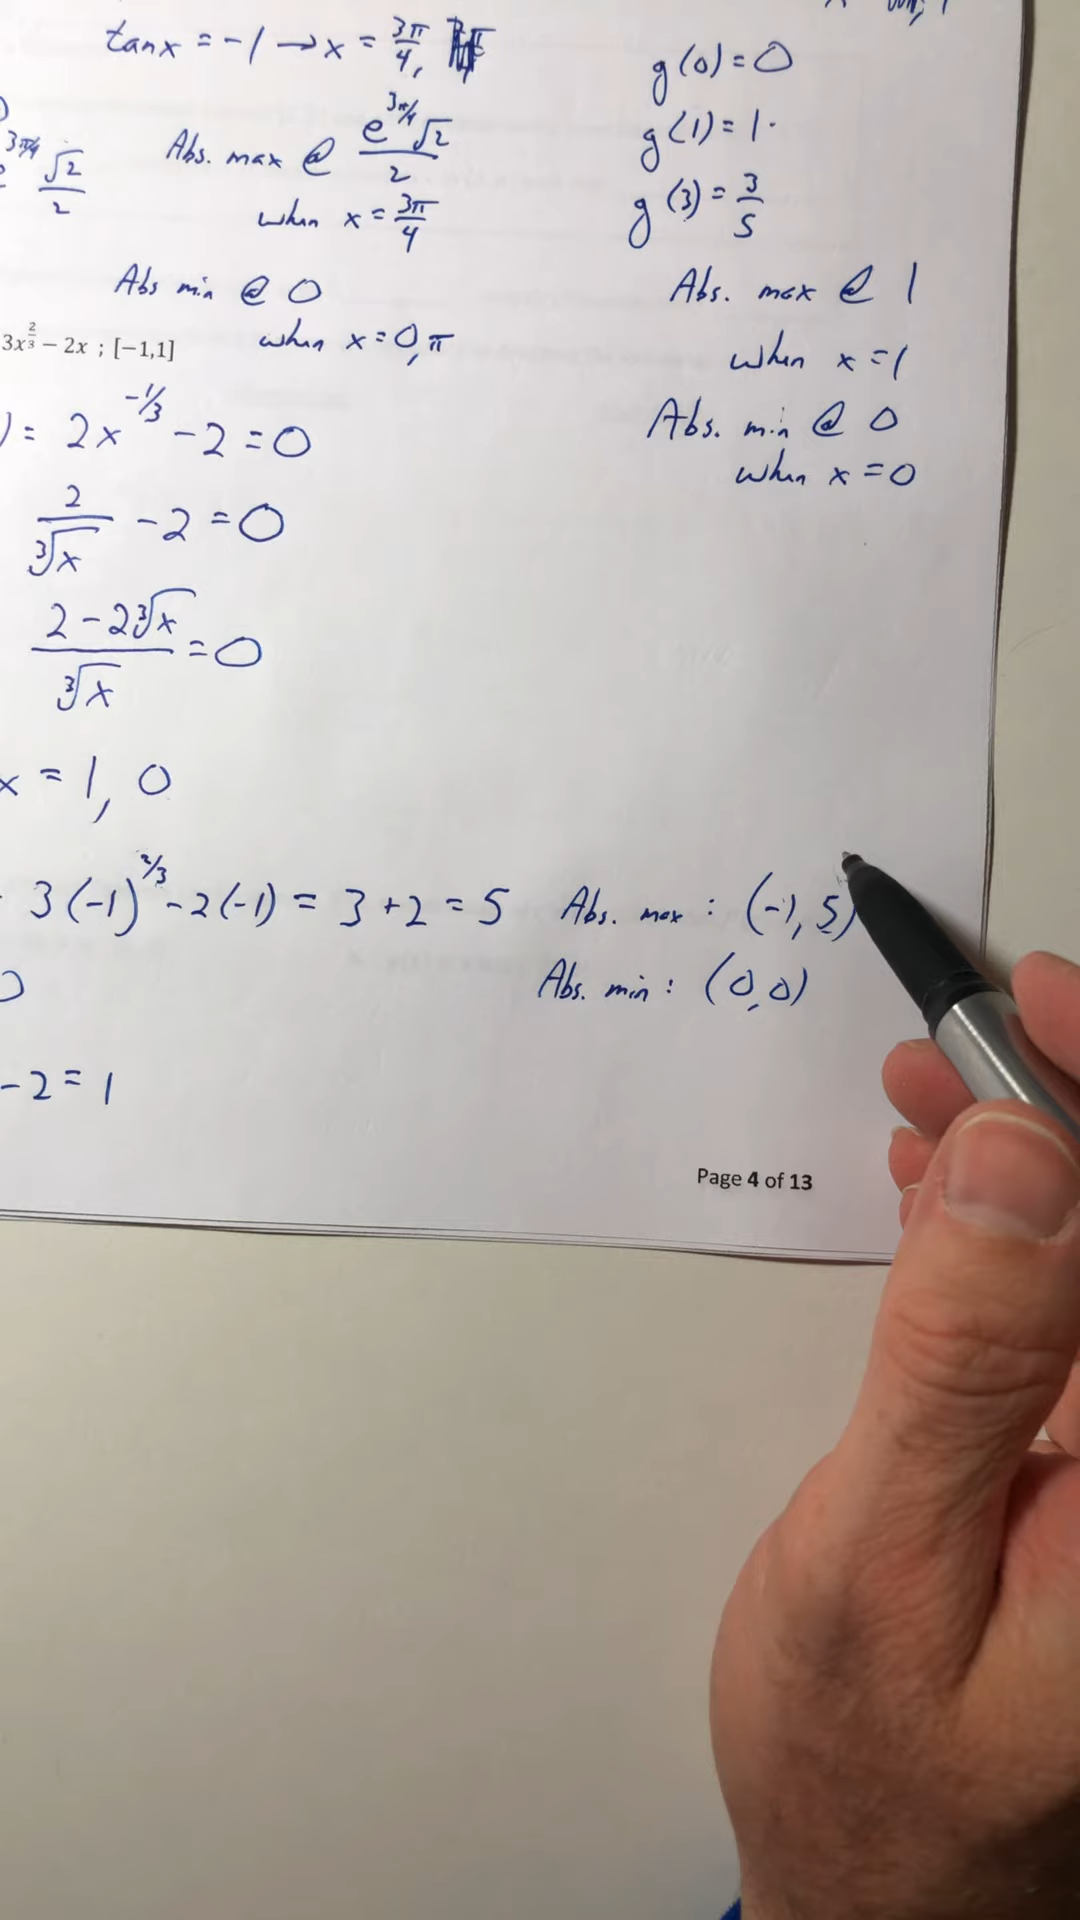 tan x = -1 → x = 3π/4,
e^3π/4 √2/2
Abs. max @ e^3π/4 √2 / 2
when x = 3π/4
Abs min @ 0
when x = 0, π
g(0) = 0
g(1) = 1.
g(3) = 3/5
Abs. max @ 1
when x = 1
Abs. min @ 0
when x = 0
3x^2/3 − 2x ; [−1,1]
) = 2x^-1/3 - 2 = 0
2/∛x - 2 = 0
(2 - 2∛x)/∛x = 0
x = 1, 0
3(-1)^2/3 - 2(-1) = 3 + 2 = 5
Abs. max : (-1, 5)
Abs. min : (0, 0)
- 2 = 1
Page 4 of 13